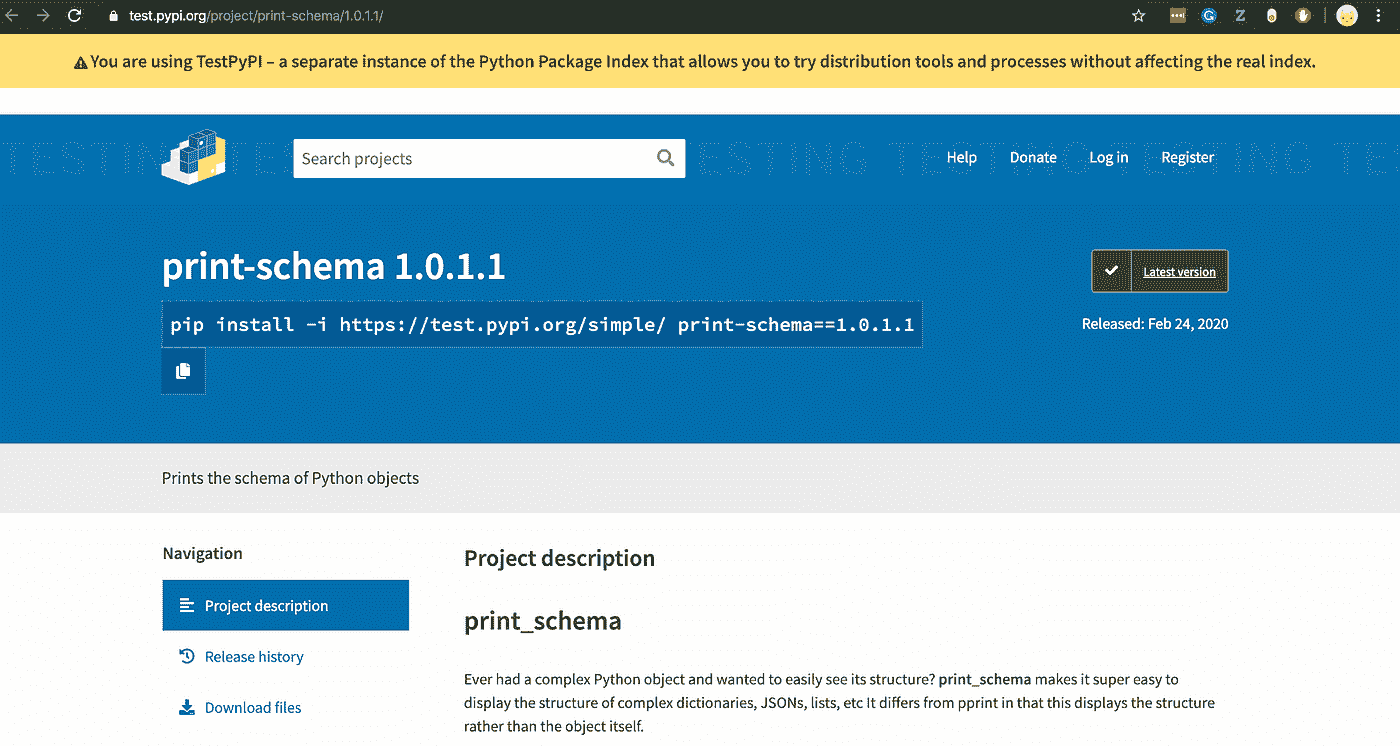 test.pypi.org/project/print-schema/1.0.1.1/
You are using TestPyPI – a separate instance of the Python Package Index that allows you to try distribution tools and processes without affecting the real index.
Search projects
Help
Donate
Log in
Register
print-schema 1.0.1.1
Latest version
pip install -i https://test.pypi.org/simple/ print-schema==1.0.1.1
Released: Feb 24, 2020
Prints the schema of Python objects
Navigation
Project description
Release history
Download files
Project description
print_schema
Ever had a complex Python object and wanted to easily see its structure? print_schema makes it super easy to
display the structure of complex dictionaries, JSONs, lists, etc It differs from pprint in that this displays the structure
rather than the object itself.